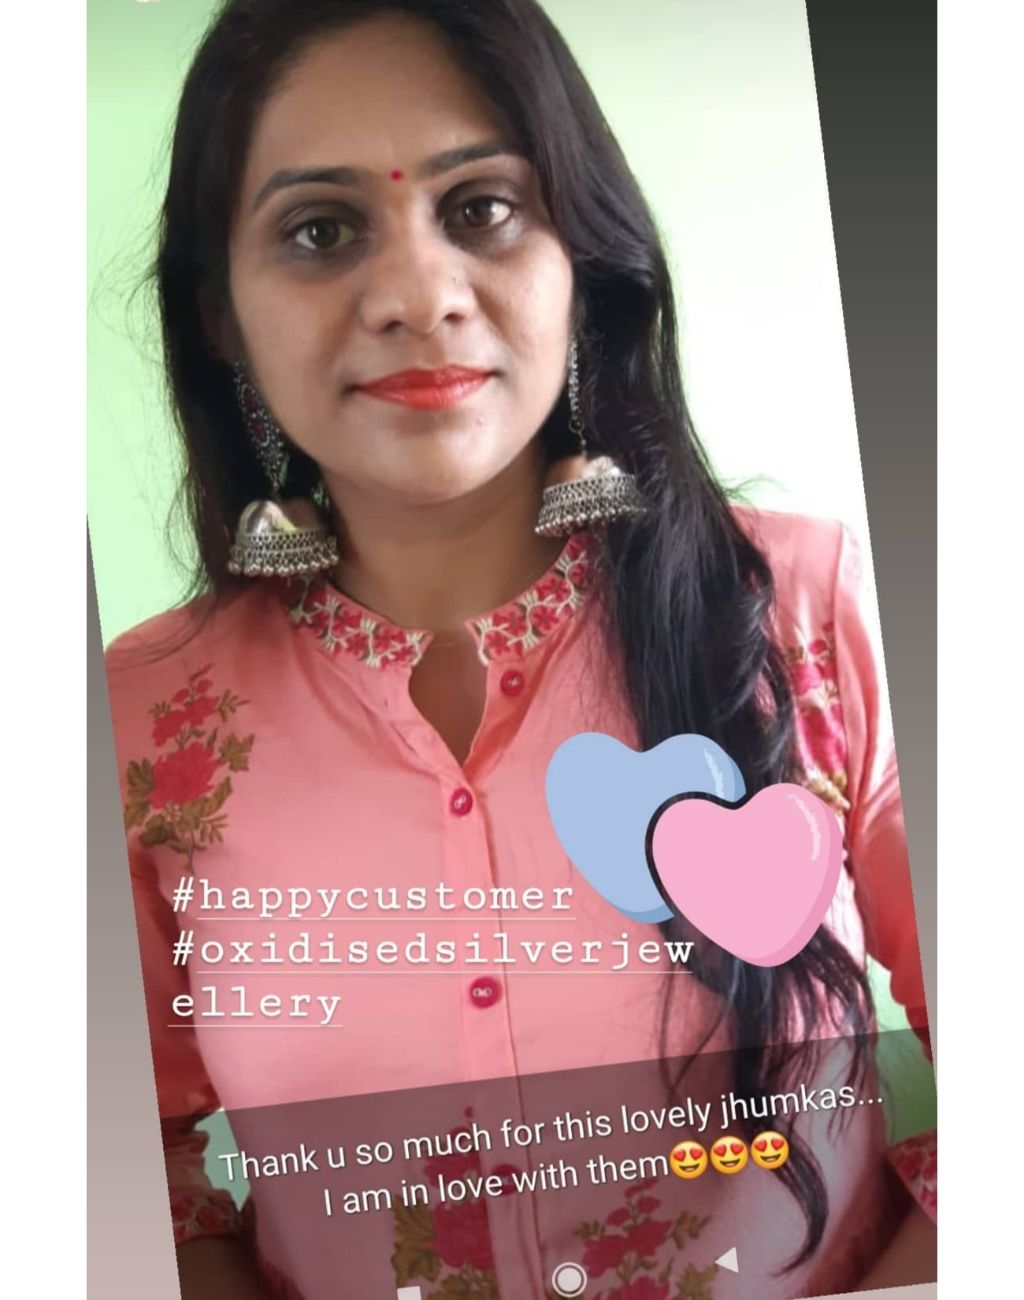 #happycustomer
#oxidisedsilverjew
ellery
Thank u so much for this lovely jhumkas...
I am in love with them😍😍😍